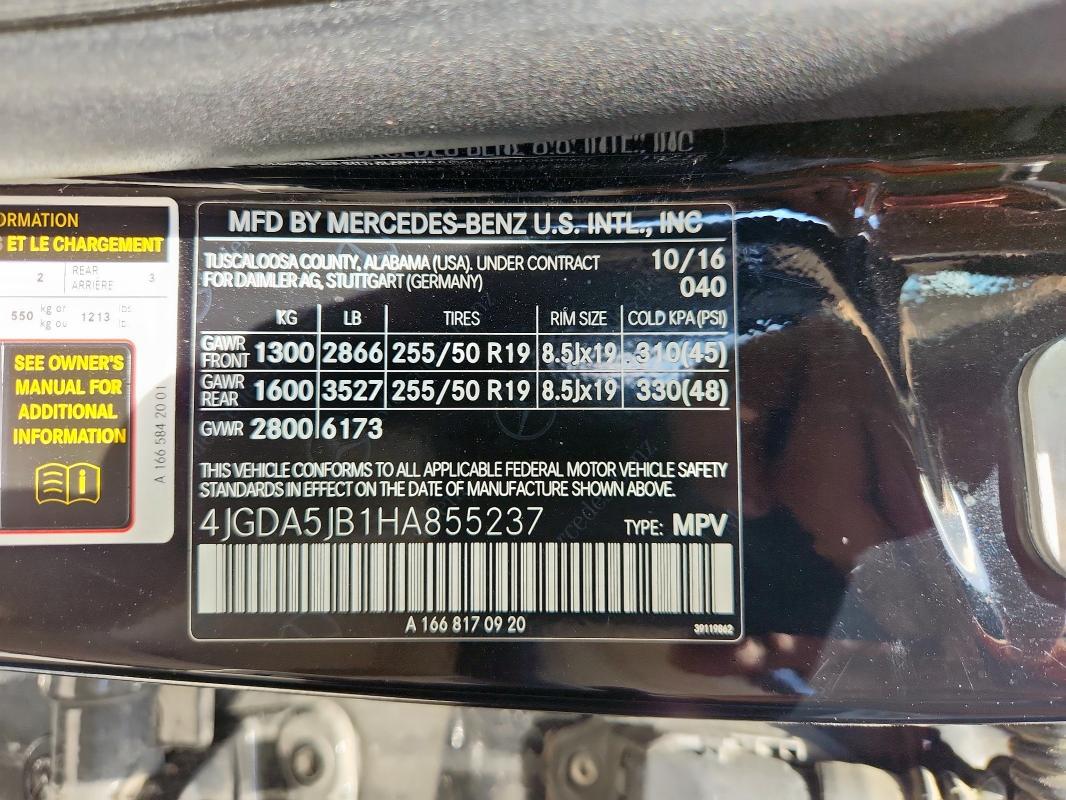 ORMATION
S ET LE CHARGEMENT
2 REAR ARRIÈRE 3
550 kg or kg ou 1213 lbs. lb.
SEE OWNER'S
MANUAL FOR
ADDITIONAL
INFORMATION
A 166 584 20 01
MFD BY MERCEDES-BENZ U.S. INTL., INC
TUSCALOOSA COUNTY, ALABAMA (USA). UNDER CONTRACT 10/16
FOR DAIMLER AG, STUTTGART (GERMANY) 040
KG LB TIRES RIM SIZE COLD KPA(PSI)
GAWR FRONT 1300 2866 255/50 R19 8.5Jx19 310(45)
GAWR REAR 1600 3527 255/50 R19 8.5Jx19 330(48)
GVWR 2800 6173
THIS VEHICLE CONFORMS TO ALL APPLICABLE FEDERAL MOTOR VEHICLE SAFETY
STANDARDS IN EFFECT ON THE DATE OF MANUFACTURE SHOWN ABOVE.
4JGDA5JB1HA855237 TYPE: MPV
A 166 817 09 20
39119862